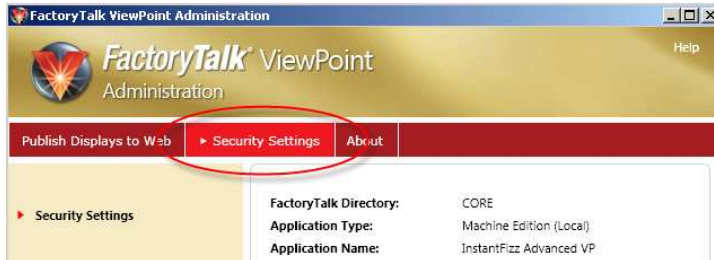 FactoryTalk ViewPoint Administration
Help
FactoryTalk® ViewPoint
Administration
Publish Displays to Web ▸ Security Settings About
▸ Security Settings
FactoryTalk Directory: CORE
Application Type: Machine Edition (Local)
Application Name: InstantFizz Advanced VP